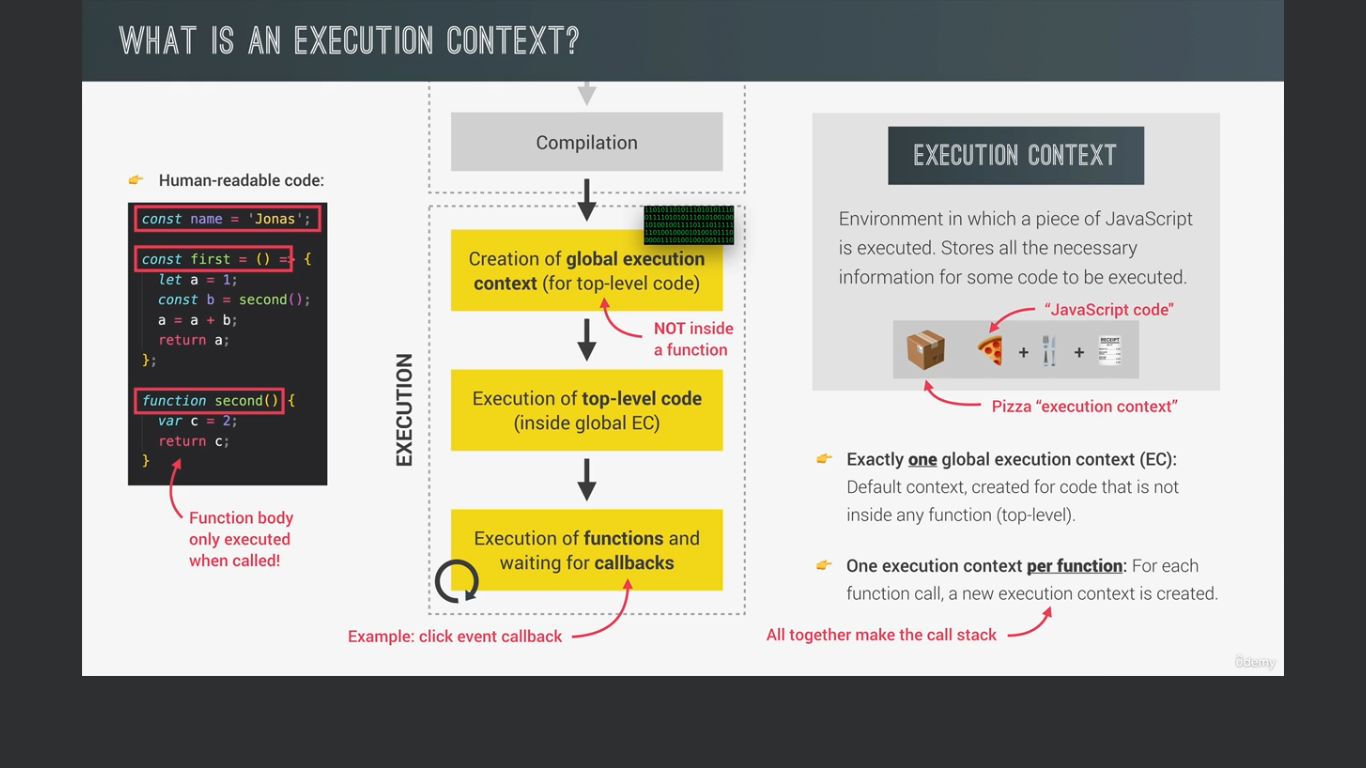 WHAT IS AN EXECUTION CONTEXT?
Human-readable code:
const name = 'Jonas';
const first = () => {
let a = 1;
const b = second();
a = a + b;
return a;
};
function second() {
var c = 2;
return c;
}
Function body
only executed
when called!
EXECUTION
Compilation
Creation of global execution
context (for top-level code)
NOT inside
a function
Execution of top-level code
(inside global EC)
Execution of functions and
waiting for callbacks
Example: click event callback
EXECUTION CONTEXT
Environment in which a piece of JavaScript
is executed. Stores all the necessary
information for some code to be executed.
"JavaScript code"
+ +
RECEIPT
Pizza "execution context"
Exactly one global execution context (EC):
Default context, created for code that is not
inside any function (top-level).
One execution context per function: For each
function call, a new execution context is created.
All together make the call stack
Udemy